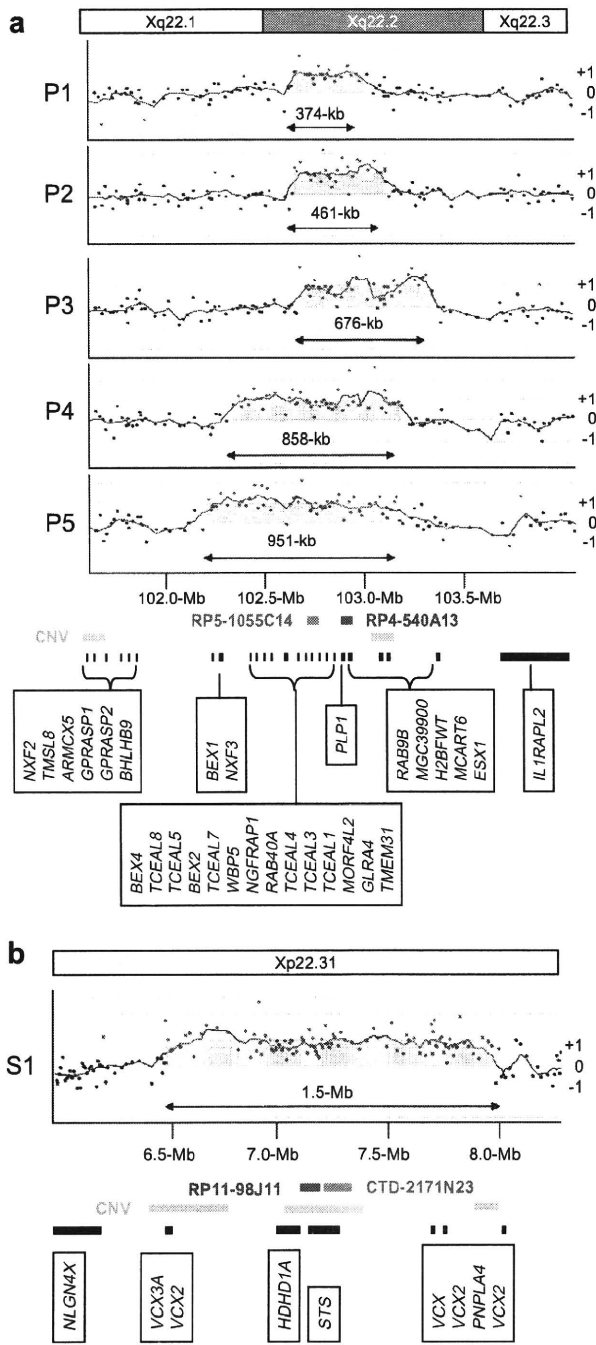 a
Xq22.1 Xq22.2 Xq22.3
P1
+1
0
-1
374-kb
P2
+1
0
-1
461-kb
P3
+1
0
-1
676-kb
P4
+1
0
-1
858-kb
P5
+1
0
-1
951-kb
102.0-Mb 102.5-Mb 103.0-Mb 103.5-Mb
RP5-1055C14 RP4-540A13
CNV
NXF2
TMSL8
ARMCX5
GPRASP1
GPRASP2
BHLHB9
BEX1
NXF3
PLP1
RAB9B
MGC39900
H2BFWT
MCART6
ESX1
IL1RAPL2
BEX4
TCEAL8
TCEAL5
BEX2
TCEAL7
WBP5
NGFRAP1
RAB40A
TCEAL4
TCEAL3
TCEAL1
MORF4L2
GLRA4
TMEM31
b
Xp22.31
S1
+1
0
-1
1.5-Mb
6.5-Mb 7.0-Mb 7.5-Mb 8.0-Mb
RP11-98J11 CTD-2171N23
CNV
NLGN4X
VCX3A
VCX2
HDHD1A
STS
VCX
VCX2
PNPLA4
VCX2